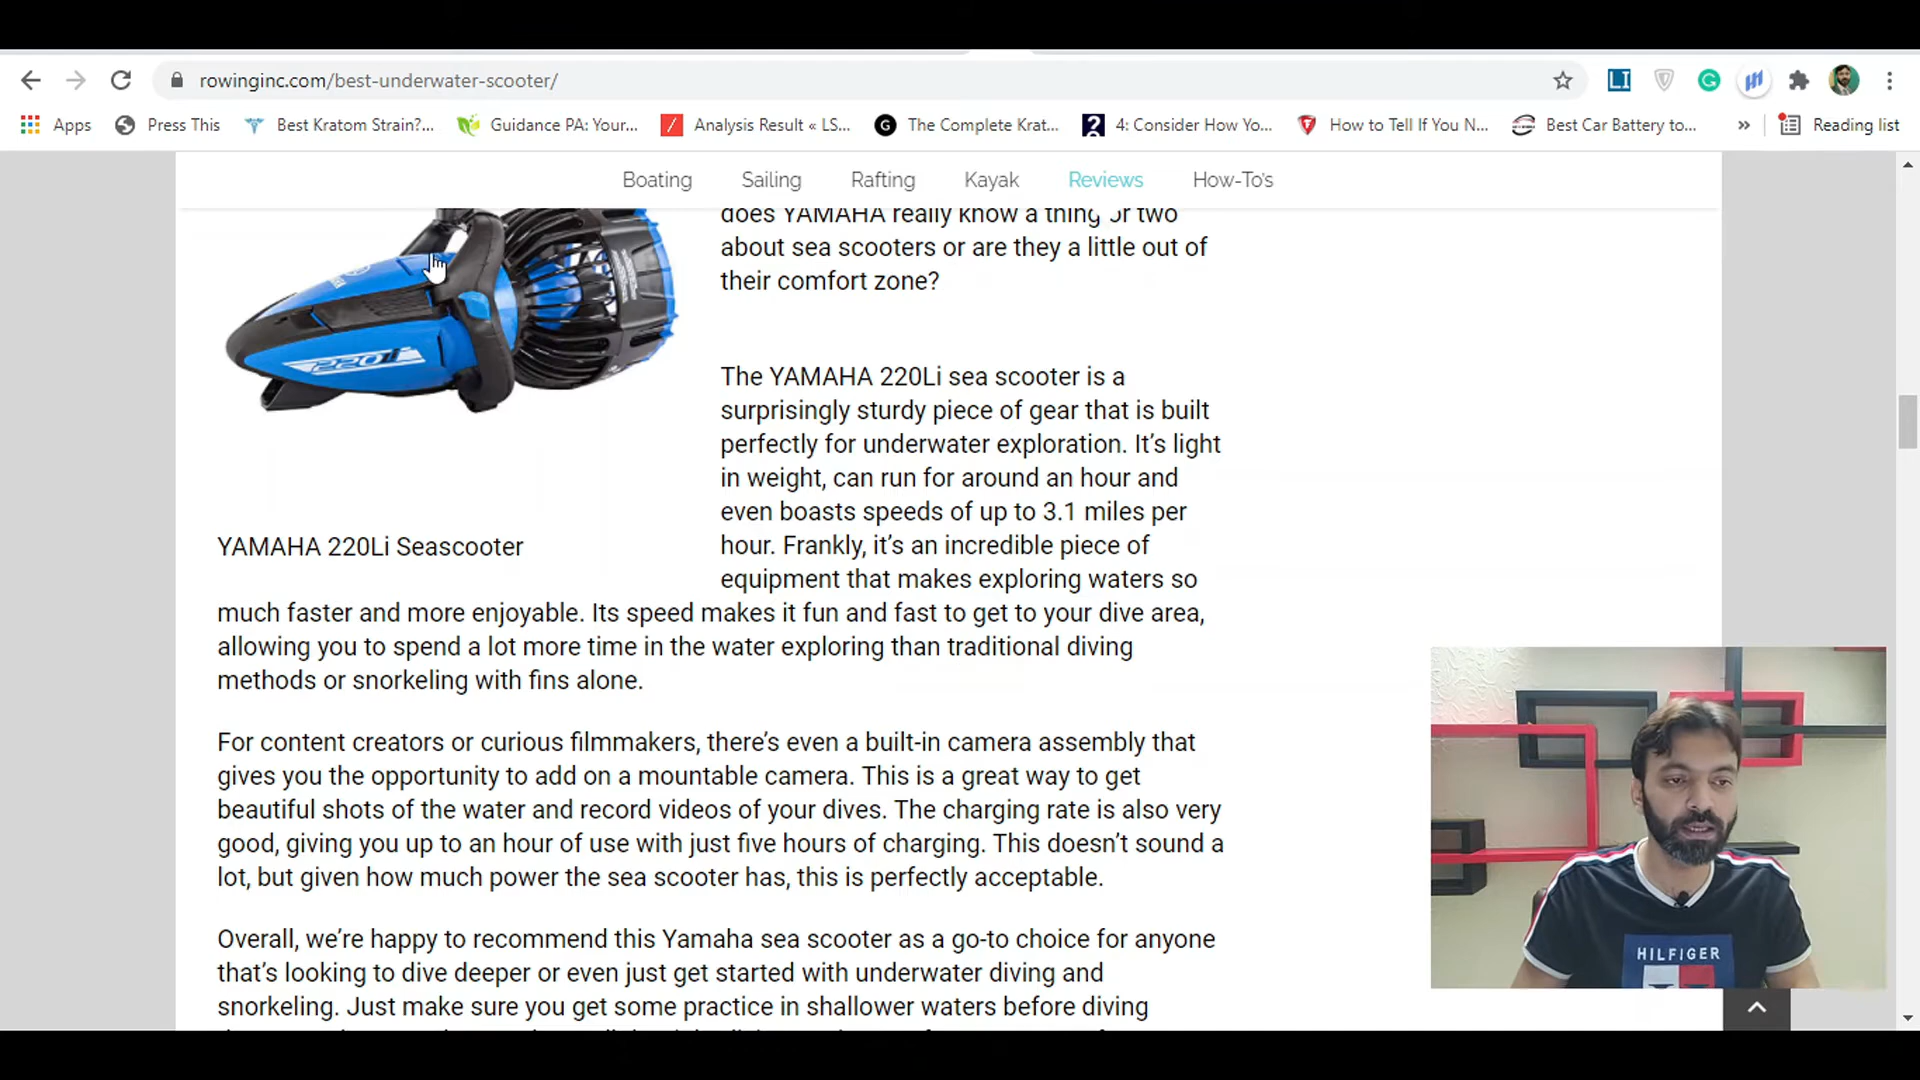 rowinginc.com/best-underwater-scooter/
Apps Press This Best Kratom Strain?... Guidance PA: Your... Analysis Result « LS... The Complete Krat... 4: Consider How Yo... How to Tell If You N... Best Car Battery to... » Reading list
Boating Sailing Rafting Kayak Reviews How-To's
does YAMAHA really know a thing or two
about sea scooters or are they a little out of
their comfort zone?
220Li
The YAMAHA 220Li sea scooter is a
surprisingly sturdy piece of gear that is built
perfectly for underwater exploration. It's light
in weight, can run for around an hour and
even boasts speeds of up to 3.1 miles per
hour. Frankly, it's an incredible piece of
equipment that makes exploring waters so
YAMAHA 220Li Seascooter
much faster and more enjoyable. Its speed makes it fun and fast to get to your dive area,
allowing you to spend a lot more time in the water exploring than traditional diving
methods or snorkeling with fins alone.
For content creators or curious filmmakers, there's even a built-in camera assembly that
gives you the opportunity to add on a mountable camera. This is a great way to get
beautiful shots of the water and record videos of your dives. The charging rate is also very
good, giving you up to an hour of use with just five hours of charging. This doesn't sound a
lot, but given how much power the sea scooter has, this is perfectly acceptable.
Overall, we're happy to recommend this Yamaha sea scooter as a go-to choice for anyone
that's looking to dive deeper or even just get started with underwater diving and
snorkeling. Just make sure you get some practice in shallower waters before diving
HILFIGER